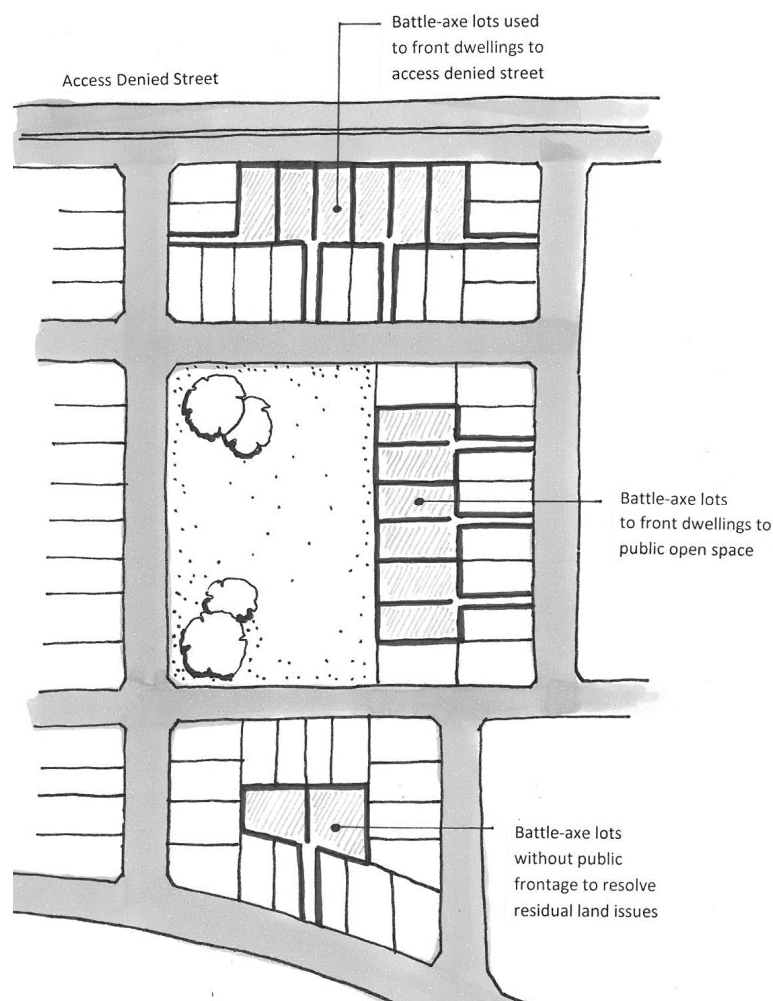 Battle-axe lots used
to front dwellings to
access denied street
Access Denied Street
Battle-axe lots
to front dwellings to
public open space
Battle-axe lots
without public
frontage to resolve
residual land issues